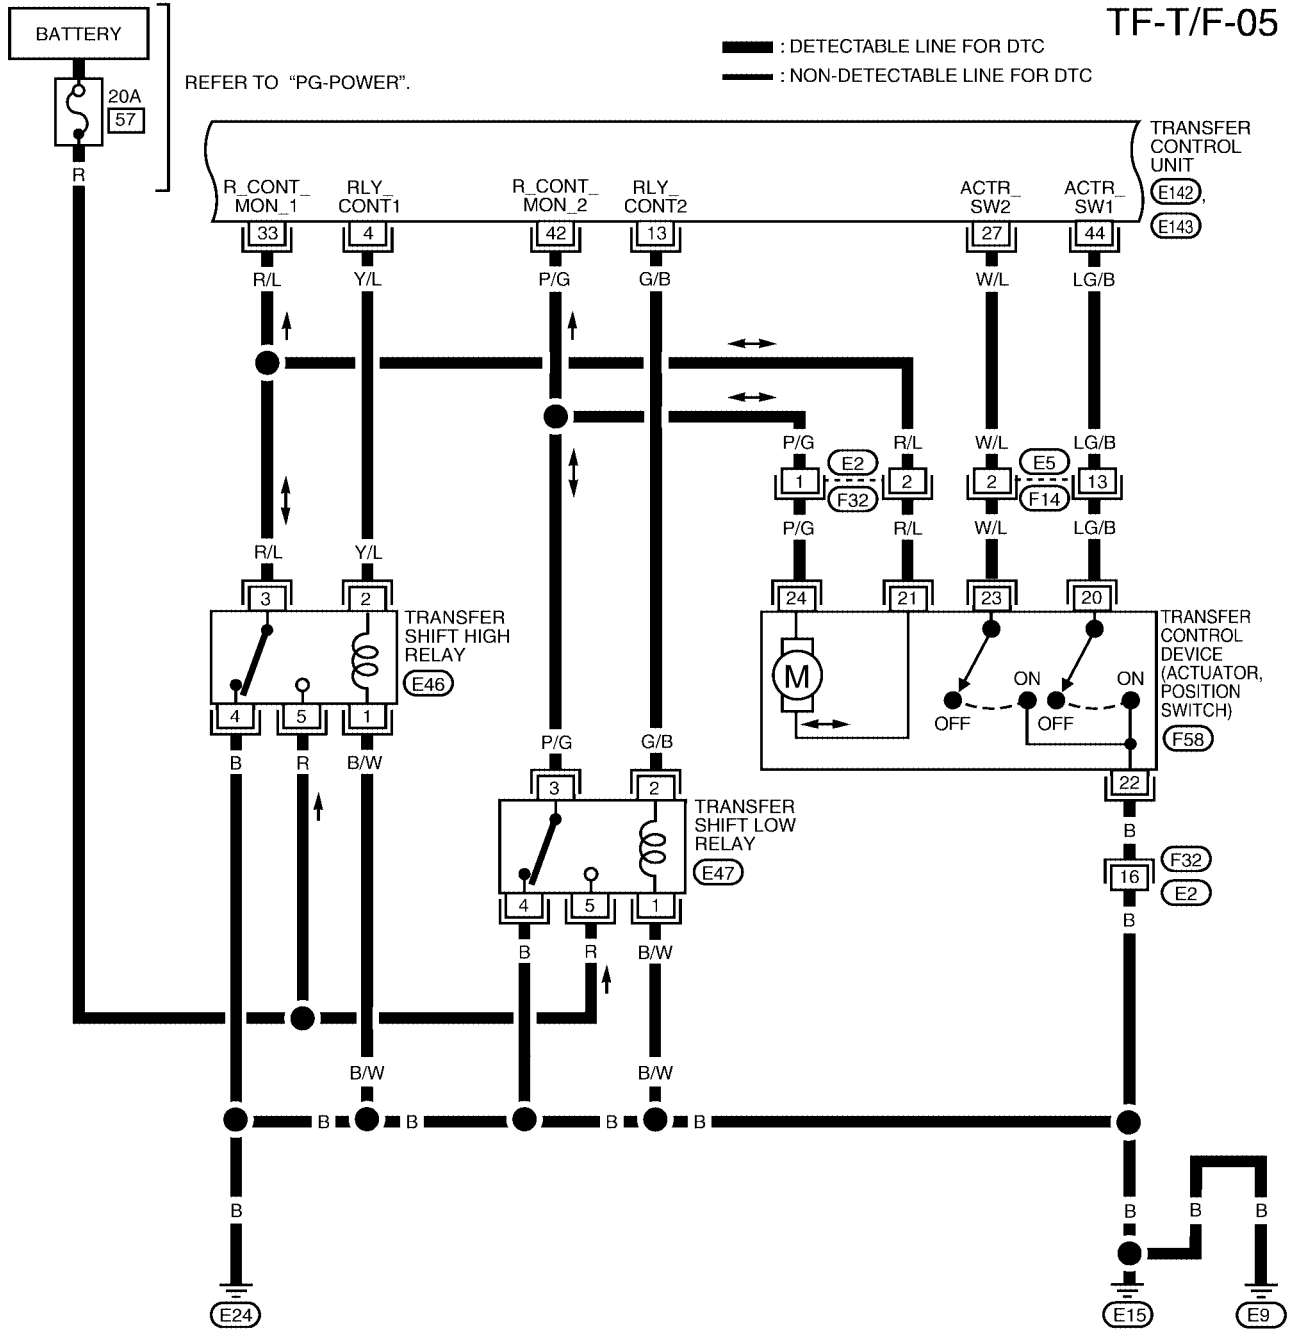 TF-T/F-05
BATTERY
: DETECTABLE LINE FOR DTC
: NON-DETECTABLE LINE FOR DTC
REFER TO "PG-POWER".
20A
57
R
TRANSFER
CONTROL
UNIT
E142,
E143
R_CONT_
MON_1
RLY_
CONT1
R_CONT_
MON_2
RLY_
CONT2
ACTR_
SW2
ACTR_
SW1
33 4 42 13 27 44
R/L Y/L P/G G/B W/L LG/B
P/G R/L W/L LG/B
E2 E5
1 2 2 13
F32 F14
P/G R/L W/L LG/B
R/L Y/L
3 2
24 21 23 20
TRANSFER
SHIFT HIGH
RELAY
E46
M
ON ON
OFF OFF
TRANSFER
CONTROL
DEVICE
(ACTUATOR,
POSITION
SWITCH)
F58
4 5 1
B R B/W
P/G G/B
3 2
22
B
TRANSFER
SHIFT LOW
RELAY
E47
F32
16
E2
B
4 5 1
B R B/W
B/W B/W
B B B B
B B B B
E24 E15 E9